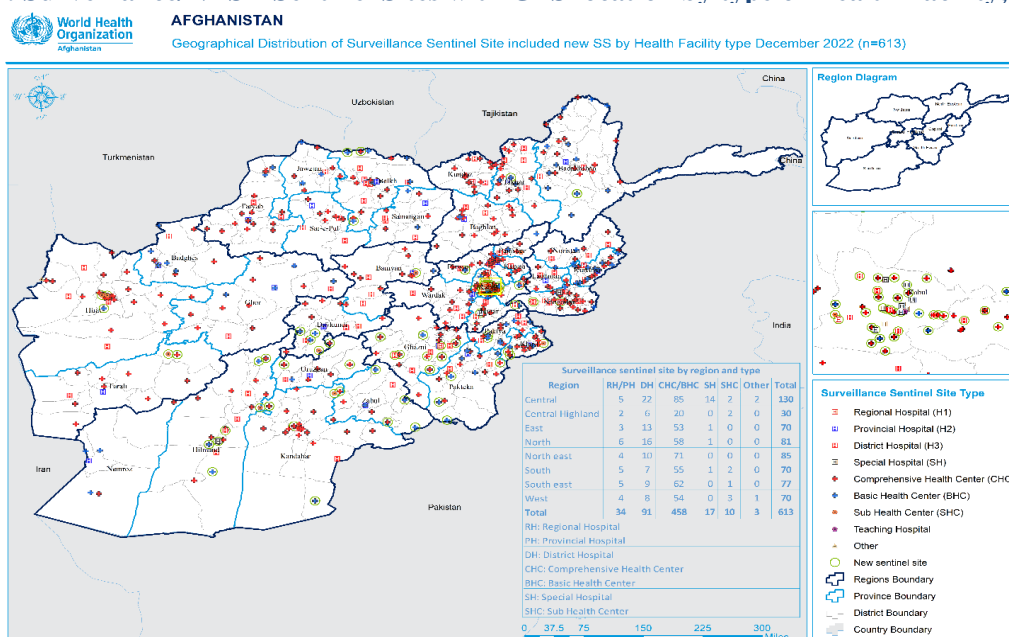 World Health
Organization
Afghanistan
AFGHANISTAN
Geographical Distribution of Surveillance Sentinel Site included new SS by Health Facility type December 2022 (n=613)
China
Uzbokistan
Tajikistan
Turkmenistan
China
India
Iran
Pakistan
Jawzjan
Balkh
Kunduz
Takhar
Badakhshan
Faryab
Samangan
Sar-e-Pul
Baghlan
Badghis
Bamyan
Nuristan
Wardak
Hirat
Ghor
Daykundi
Ghazni
Uruzgan
Paktika
Farah
Zabul
Hilmand
Kandahar
Nimroz
Surveillance sentinel site by region and type
Region RH/PH DH CHC/BHC SH SHC Other Total
Central 5 22 85 14 2 2 130
Central Highland 2 6 20 0 2 0 30
East 3 13 53 1 0 0 70
North 6 16 58 1 0 0 81
North east 4 10 71 0 0 0 85
South 5 7 55 1 2 0 70
South east 5 9 62 0 1 0 77
West 4 8 54 0 3 1 70
Total 34 91 458 17 10 3 613
RH: Regional Hospital
PH: Provincial Hospital
DH: District Hospital
CHC: Comprehensive Health Center
BHC: Basic Health Center
SH: Special Hospital
SHC: Sub Health Center
0 37.5 75 150 225 300
Miles
Region Diagram
Kabul
Surveillance Sentinel Site Type
Regional Hospital (H1)
Provincial Hospital (H2)
District Hospital (H3)
Special Hospital (SH)
Comprehensive Health Center (CHC
Basic Health Center (BHC)
Sub Health Center (SHC)
Teaching Hospital
Other
New sentinel site
Regions Boundary
Province Boundary
District Boundary
Country Boundary